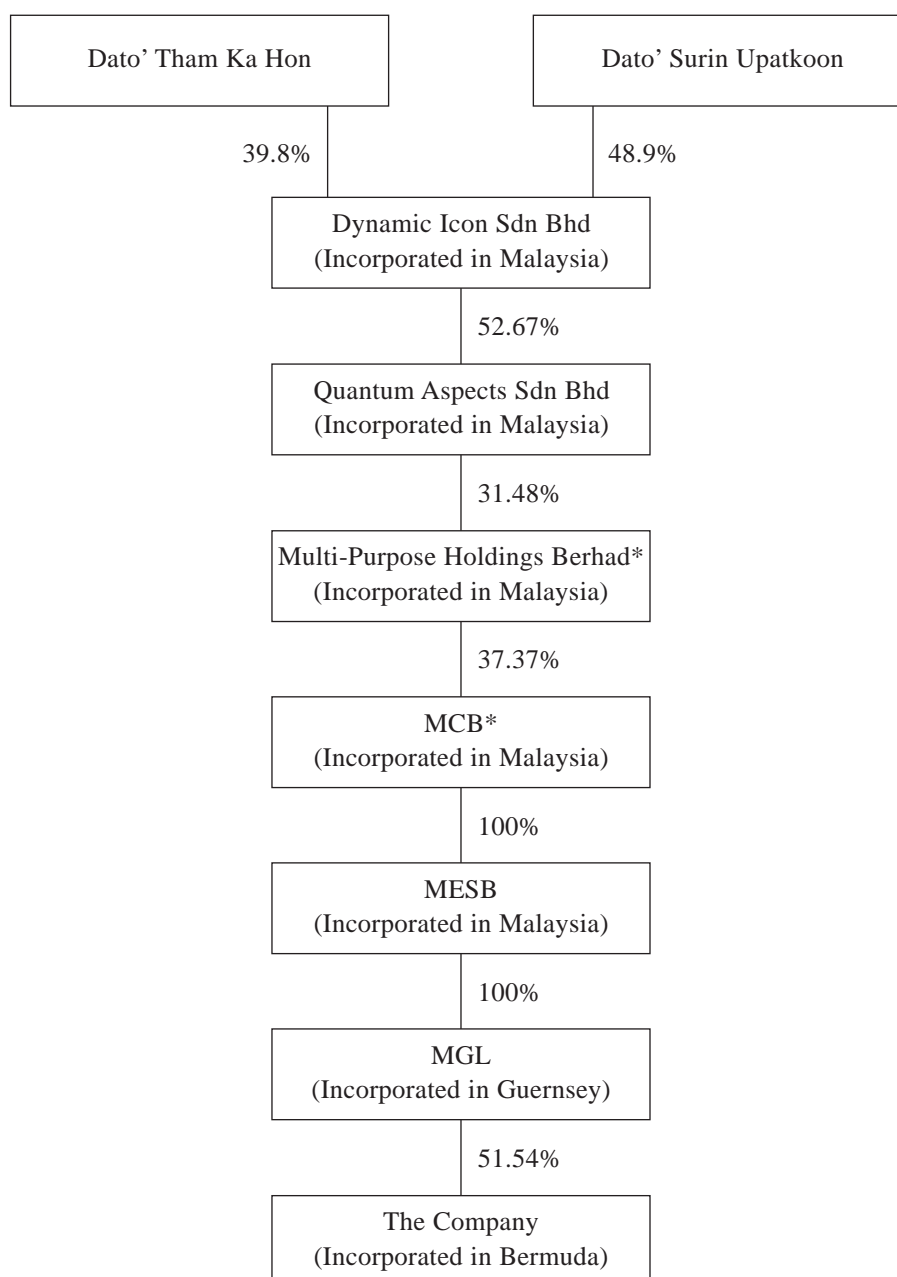 Dato’ Tham Ka Hon
Dato’ Surin Upatkoon
39.8%
48.9%
Dynamic Icon Sdn Bhd
(Incorporated in Malaysia)
52.67%
Quantum Aspects Sdn Bhd
(Incorporated in Malaysia)
31.48%
Multi-Purpose Holdings Berhad*
(Incorporated in Malaysia)
37.37%
MCB*
(Incorporated in Malaysia)
100%
MESB
(Incorporated in Malaysia)
100%
MGL
(Incorporated in Guernsey)
51.54%
The Company
(Incorporated in Bermuda)